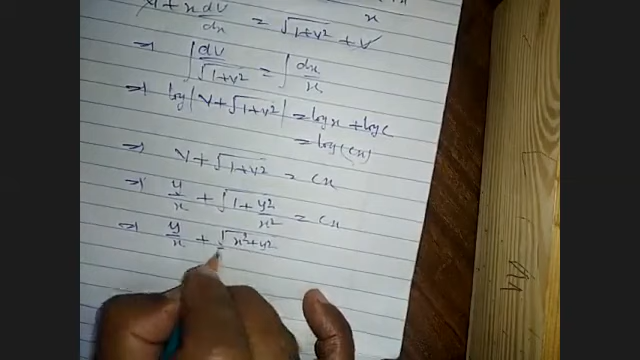 V + x dV/dx = √(1+v²) + V
⇒ ∫ dV/√(1+v²) = ∫ dx/x
⇒ log|V + √(1+v²)| = log x + log c
= log(cx)
⇒ V + √(1+v²) = cx
⇒ y/x + √(1 + y²/x²) = cx
⇒ y/x + √(x²+y²)